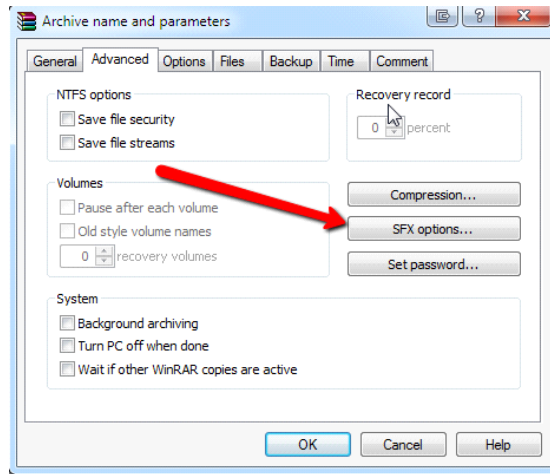 Archive name and parameters
General Advanced Options Files Backup Time Comment
NTFS options
Save file security
Save file streams
Recovery record
0 percent
Volumes
Pause after each volume
Old style volume names
0 recovery volumes
Compression...
SFX options...
Set password...
System
Background archiving
Turn PC off when done
Wait if other WinRAR copies are active
OK Cancel Help